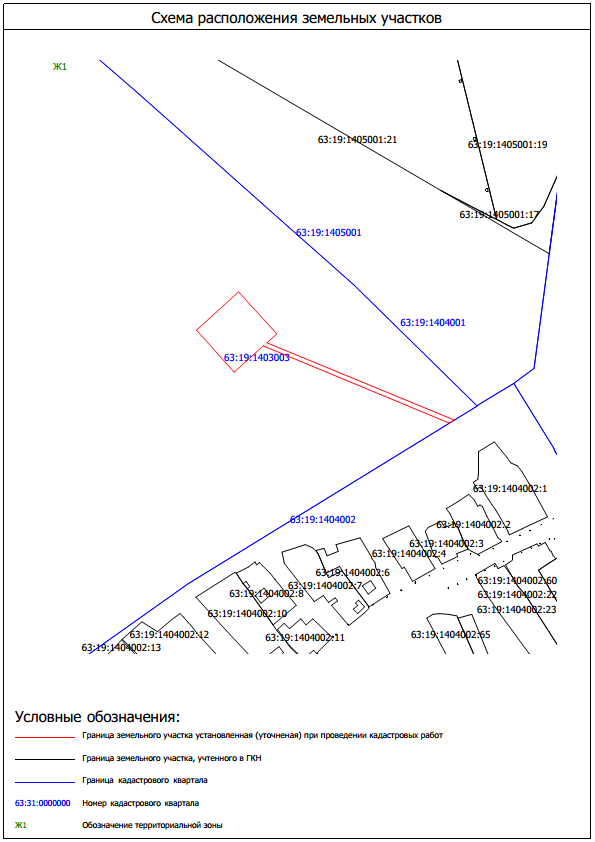 Схема расположения земельных участков
Ж1
63:19:1405001:21
63:19:1405001:19
63:19:1405001:17
63:19:1405001
63:19:1404001
63:19:1403003
63:19:1404002:1
63:19:1404002
63:19:1404002:2
63:19:1404002:3
63:19:1404002:4
63:19:1404002:6
63:19:1404002:60
63:19:1404002:7
63:19:1404002:8
63:19:1404002:22
63:19:1404002:23
63:19:1404002:10
63:19:1404002:12
63:19:1404002:11
63:19:1404002:65
63:19:1404002:13
Условные обозначения:
Граница земельного участка установленная (уточненая) при проведении кадастровых работ
Граница земельного участка, учтенного в ГКН
Граница кадастрового квартала
63:31:0000000 Номер кадастрового квартала
Ж1 Обозначение территориальной зоны